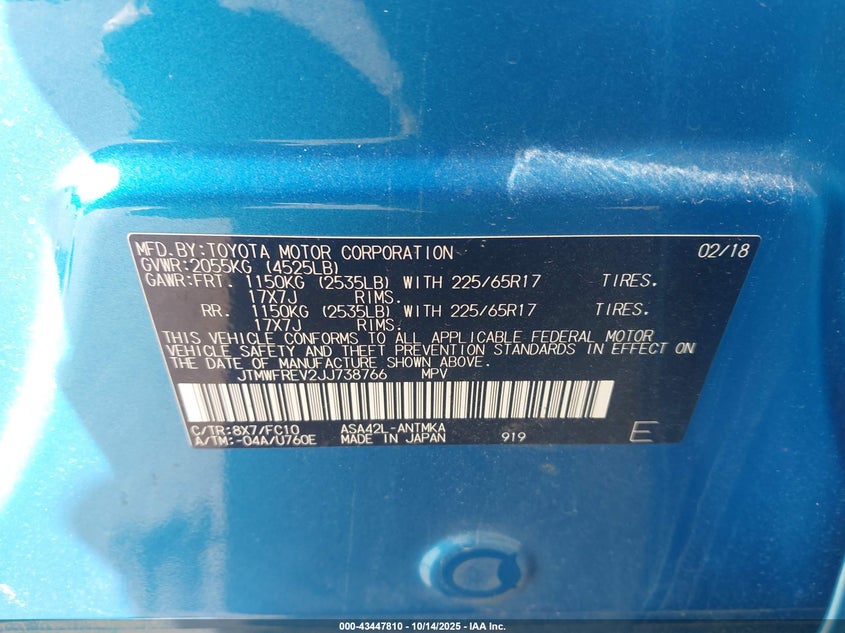 MFD.BY:TOYOTA MOTOR CORPORATION 02/18
GVWR:2055KG (4525LB)
GAWR:FRT. 1150KG (2535LB) WITH 225/65R17 TIRES.
17X7J RIMS.
RR. 1150KG (2535LB) WITH 225/65R17 TIRES.
17X7J RIMS.
THIS VEHICLE CONFORMS TO ALL APPLICABLE FEDERAL MOTOR
VEHICLE SAFETY AND THEFT PREVENTION STANDARDS IN EFFECT ON
THE DATE OF MANUFACTURE SHOWN ABOVE.
JTMWFREV2JJ738766 MPV
C/TR:8X7/FC10 ASA42L-ANTMKA
A/TM:-04A/U760E MADE IN JAPAN 919 E
000-43447810 - 10/14/2025 - IAA Inc.